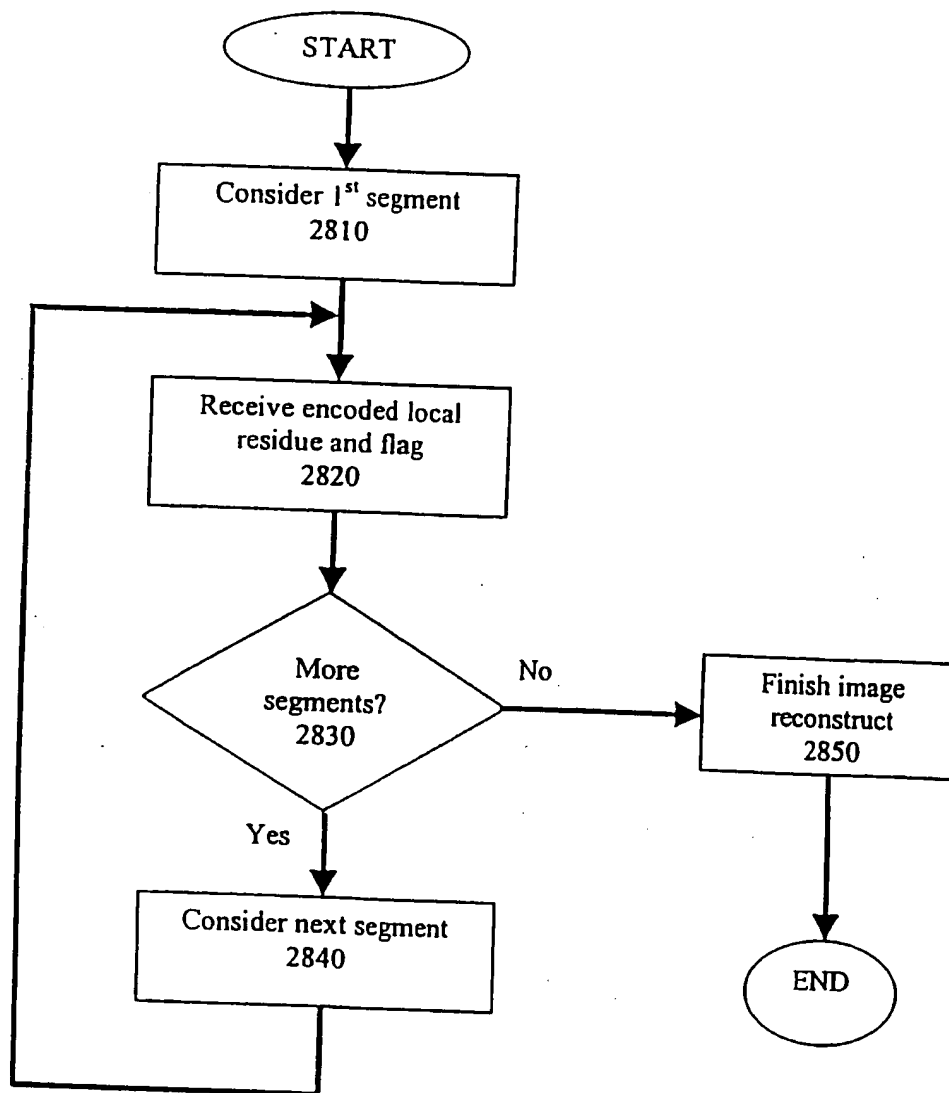 START
Consider 1st segment
2810
Receive encoded local
residue and flag
2820
More
segments?
2830
No
Finish image
reconstruct
2850
Yes
Consider next segment
2840
END